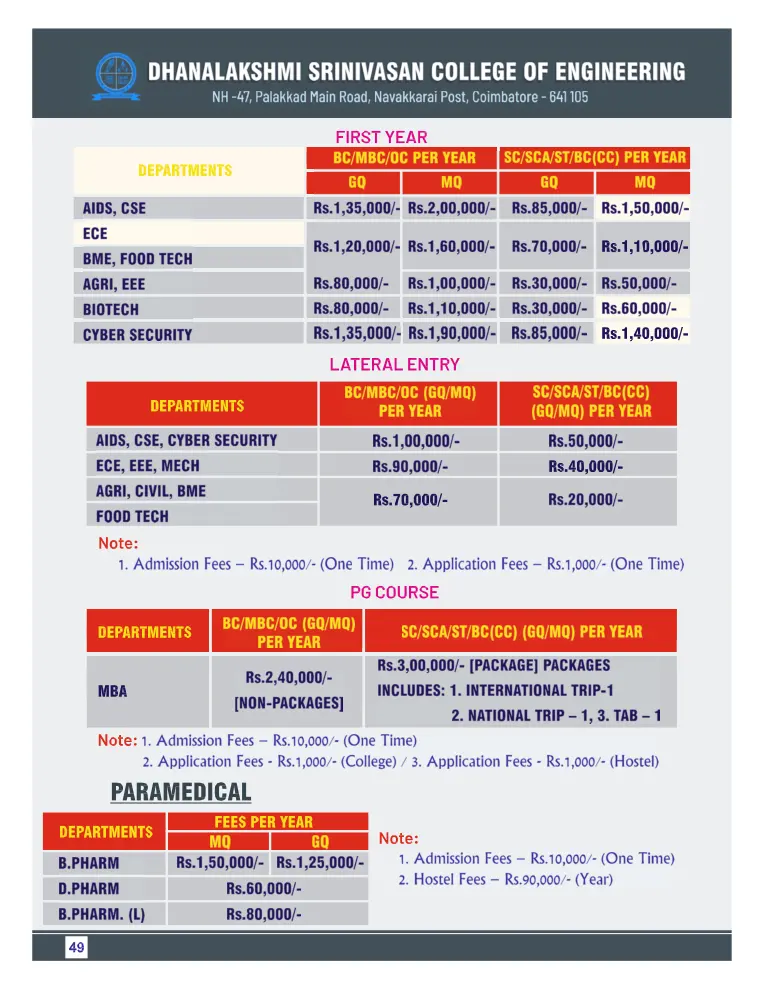 DHANALAKSHMI SRINIVASAN COLLEGE OF ENGINEERING
NH -47, Palakkad Main Road, Navakkarai Post, Coimbatore - 641 105
FIRST YEAR
DEPARTMENTS
BC/MBC/OC PER YEAR SC/SCA/ST/BC(CC) PER YEAR
GQ MQ GQ MQ
AIDS, CSE Rs.1,35,000/- Rs.2,00,000/- Rs.85,000/- Rs.1,50,000/-
ECE
Rs.1,20,000/- Rs.1,60,000/- Rs.70,000/- Rs.1,10,000/-
BME, FOOD TECH
AGRI, EEE Rs.80,000/- Rs.1,00,000/- Rs.30,000/- Rs.50,000/-
BIOTECH Rs.80,000/- Rs.1,10,000/- Rs.30,000/- Rs.60,000/-
CYBER SECURITY Rs.1,35,000/- Rs.1,90,000/- Rs.85,000/- Rs.1,40,000/-
LATERAL ENTRY
DEPARTMENTS
BC/MBC/OC (GQ/MQ) SC/SCA/ST/BC(CC)
PER YEAR (GQ/MQ) PER YEAR
AIDS, CSE, CYBER SECURITY Rs.1,00,000/- Rs.50,000/-
ECE, EEE, MECH Rs.90,000/- Rs.40,000/-
AGRI, CIVIL, BME
Rs.70,000/- Rs.20,000/-
FOOD TECH
Note:
1. Admission Fees – Rs.10,000/- (One Time) 2. Application Fees – Rs.1,000/- (One Time)
PG COURSE
DEPARTMENTS
BC/MBC/OC (GQ/MQ)
PER YEAR
SC/SCA/ST/BC(CC) (GQ/MQ) PER YEAR
MBA
Rs.2,40,000/-
[NON-PACKAGES]
Rs.3,00,000/- [PACKAGE] PACKAGES
INCLUDES: 1. INTERNATIONAL TRIP-1
2. NATIONAL TRIP – 1, 3. TAB – 1
Note: 1. Admission Fees – Rs.10,000/- (One Time)
2. Application Fees - Rs.1,000/- (College) / 3. Application Fees - Rs.1,000/- (Hostel)
PARAMEDICAL
DEPARTMENTS
FEES PER YEAR
MQ GQ
B.PHARM Rs.1,50,000/- Rs.1,25,000/-
D.PHARM Rs.60,000/-
B.PHARM. (L) Rs.80,000/-
Note:
1. Admission Fees – Rs.10,000/- (One Time)
2. Hostel Fees – Rs.90,000/- (Year)
49